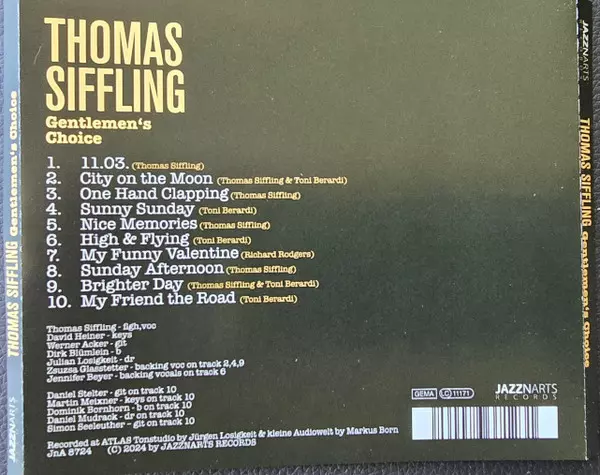 THOMAS
SIFFLING
Gentlemen's
Choice
1. 11.03. (Thomas Siffling)
2. City on the Moon (Thomas Siffling & Toni Berardi)
3. One Hand Clapping (Thomas Siffling)
4. Sunny Sunday (Toni Berardi)
5. Nice Memories (Thomas Siffling)
6. High & Flying (Toni Berardi)
7. My Funny Valentine (Richard Rodgers)
8. Sunday Afternoon (Thomas Siffling)
9. Brighter Day (Thomas Siffling & Toni Berardi)
10. My Friend the Road (Toni Berardi)
Thomas Siffling - flgh,voc
David Heiner - keys
Werner Acker - git
Dirk Blümlein - b
Julian Losigkeit - dr
Zsuzsa Glasstetter - backing voc on track 2,4,9
Jennifer Beyer - backing vocals on track 6
Daniel Stelter - git on track 10
Martin Meixner - keys on track 10
Dominik Bornhorn - b on track 10
Daniel Mudrack - dr on track 10
Simon Seeleuther - git on track 10
Recorded at ATLAS Tonstudio by Jürgen Losigkeit & kleine Audiowelt by Markus Born
JnA 8724 (C) 2024 by JAZZNARTS RECORDS
GEMA LC 11171
JAZZNARTS
RECORDS
THOMAS SIFFLING Gentlemen's Choice
JAZZNARTS
JAZZNARTS
THOMAS SIFFLING Gentlemen's Choice